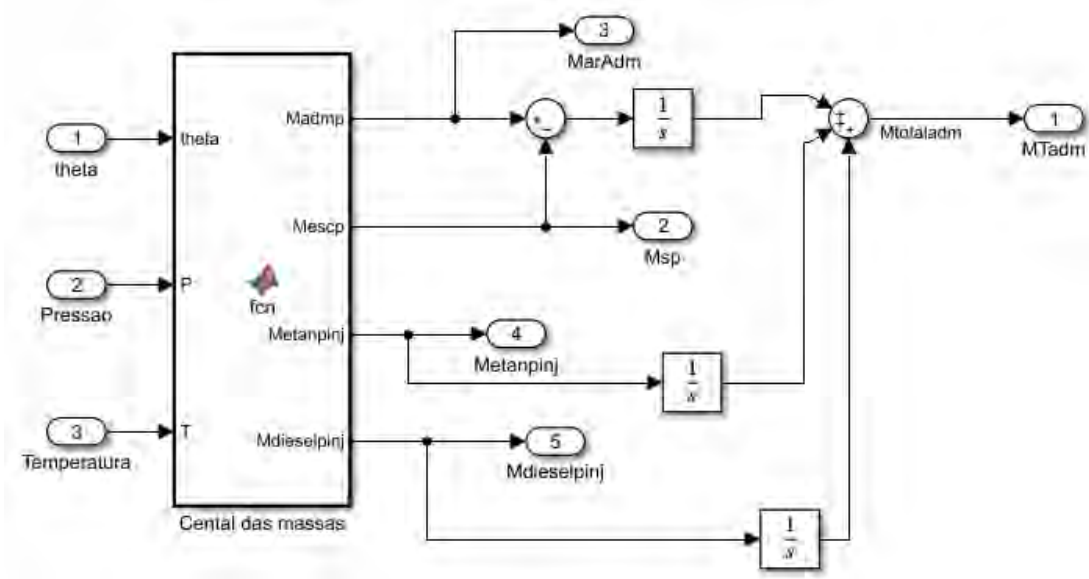 3
MarAdm
1
theta
theta
Madmp
1
s
Mtotaladm
1
MTadm
Mescp
2
Msp
2
Pressao
P
fcn
Metanpinj
4
Metanpinj
1
s
3
Temperatura
T
Mdieselpinj
5
Mdieselpinj
Cental das massas
1
s